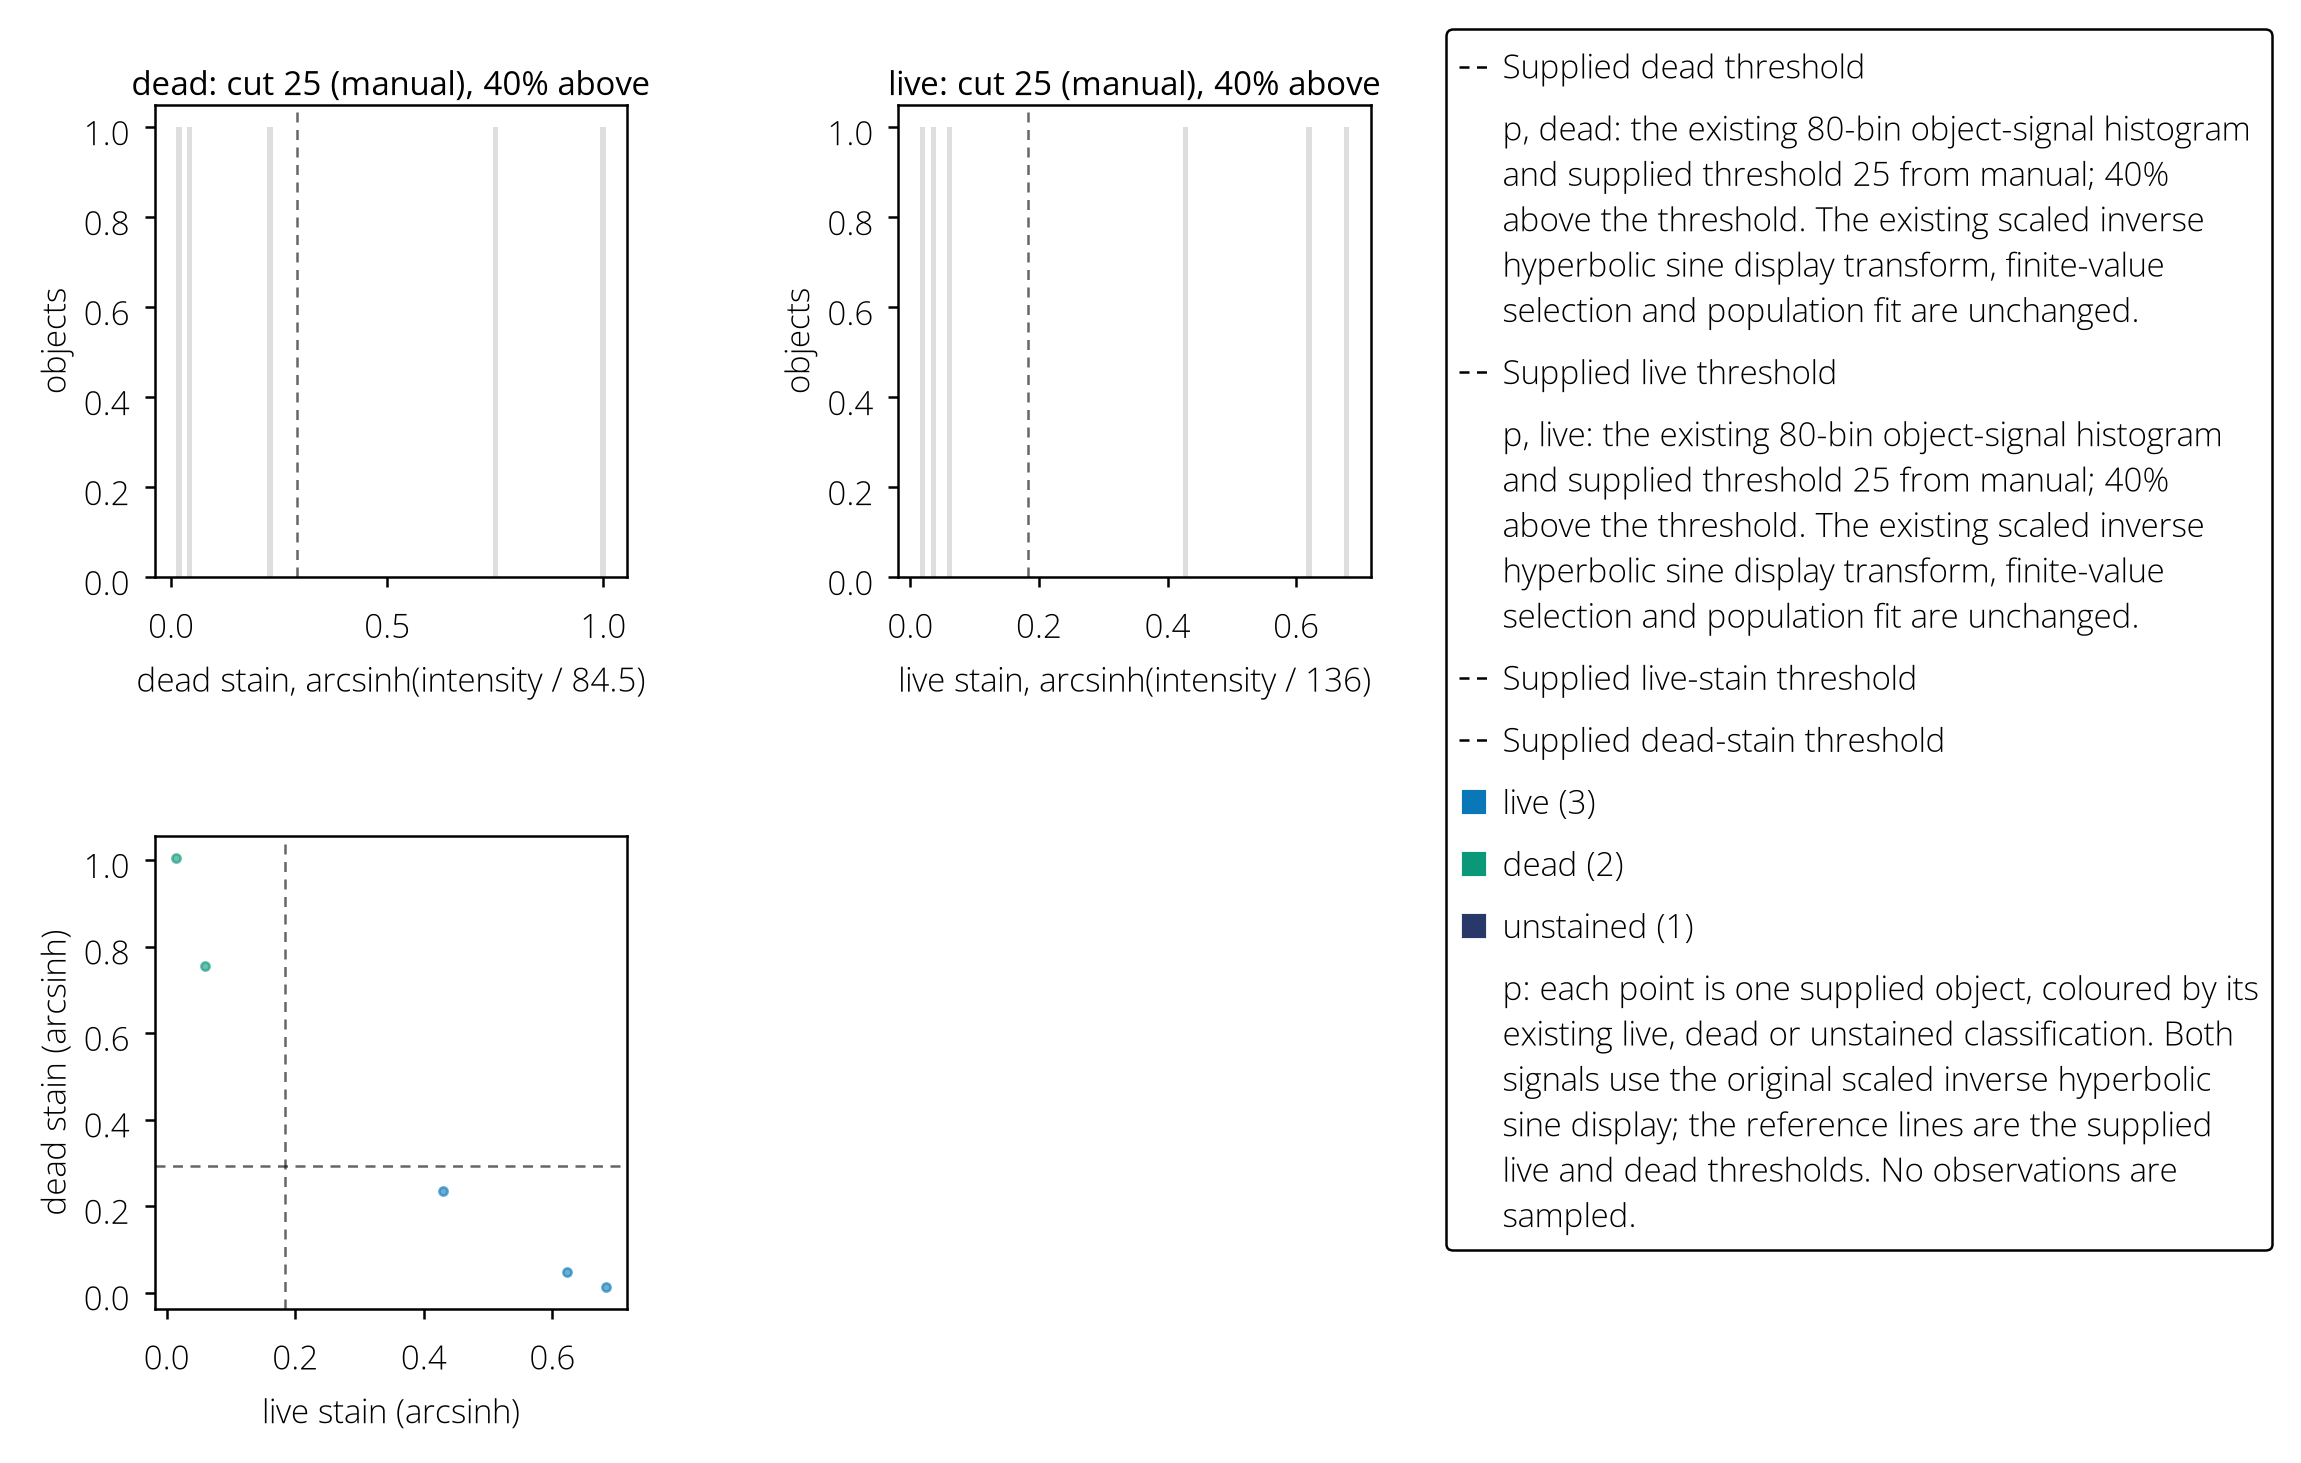 dead: cut 25 (manual), 40% above
1.0
0.8
0.6
0.4
0.2
0.0
objects
0.0 0.5 1.0
dead stain, arcsinh(intensity / 84.5)
live: cut 25 (manual), 40% above
1.0
0.8
0.6
0.4
0.2
0.0
objects
0.0 0.2 0.4 0.6
live stain, arcsinh(intensity / 136)
1.0
0.8
0.6
0.4
0.2
0.0
dead stain (arcsinh)
0.0 0.2 0.4 0.6
live stain (arcsinh)
Supplied dead threshold
p, dead: the existing 80-bin object-signal histogram
and supplied threshold 25 from manual; 40%
above the threshold. The existing scaled inverse
hyperbolic sine display transform, finite-value
selection and population fit are unchanged.
Supplied live threshold
p, live: the existing 80-bin object-signal histogram
and supplied threshold 25 from manual; 40%
above the threshold. The existing scaled inverse
hyperbolic sine display transform, finite-value
selection and population fit are unchanged.
Supplied live-stain threshold
Supplied dead-stain threshold
live (3)
dead (2)
unstained (1)
p: each point is one supplied object, coloured by its
existing live, dead or unstained classification. Both
signals use the original scaled inverse hyperbolic
sine display; the reference lines are the supplied
live and dead thresholds. No observations are
sampled.